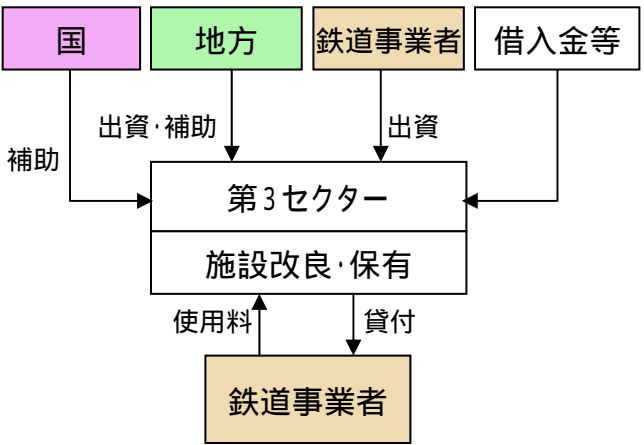 国
地方
鉄道事業者
借入金等
出資･補助
出資
補助
第3セクター
施設改良･保有
使用料
貸付
鉄道事業者